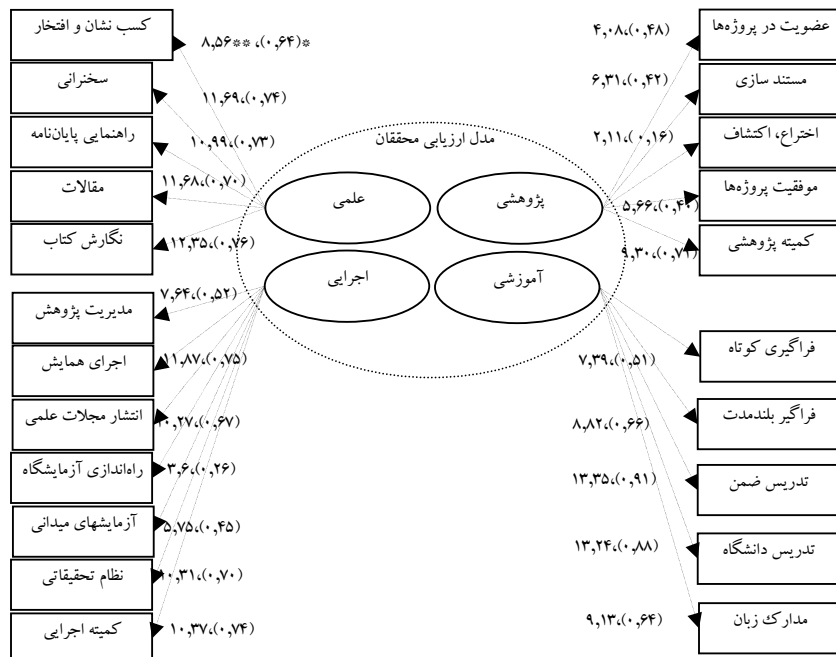 عضویت در پروژه‌ها
۴,۰۸،(۰,۴۸)
مستند سازی
۶,۳۱،(۰,۴۲)
اختراع، اکتشاف
۲,۱۱،(۰,۱۶)
موفقیت پروژه‌ها
۵,۶۶،(۰,۴۰)
کمیته پژوهشی
فراگیری کوتاه
۷,۳۹،(۰,۵۱)
فراگیر بلندمدت
۸,۸۲،(۰,۶۶)
تدریس ضمن
۱۳,۳۵،(۰,۹۱)
تدریس دانشگاه
۱۳,۲۴،(۰,۸۸)
مدارک زبان
۹,۱۳،(۰,۶۴)
مدل ارزیابی محققان
پژوهشی
علمی
آموزشی
اجرایی
کسب نشان و افتخار
۸,۵۶**،(۰,۶۴)*
سخنرانی
۱۱,۶۹،(۰,۷۴)
راهنمایی پایان‌نامه
۱۰,۹۹،(۰,۷۳)
مقالات
۱۱,۶۸،(۰,۷۰)
نگارش کتاب
۱۲,۳۵،(۰,۷۶)
مدیریت پژوهش
۷,۶۴،(۰,۵۲)
اجرای همایش
۱۱,۸۷،(۰,۷۵)
انتشار مجلات علمی
۱۰,۲۷،(۰,۶۷)
راه‌اندازی آزمایشگاه
۳,۶،(۰,۲۶)
آزمایشهای میدانی
۵,۷۵،(۰,۴۵)
نظام تحقیقاتی
۱۰,۳۱،(۰,۷۰)
کمیته اجرایی
۱۰,۳۷،(۰,۷۴)